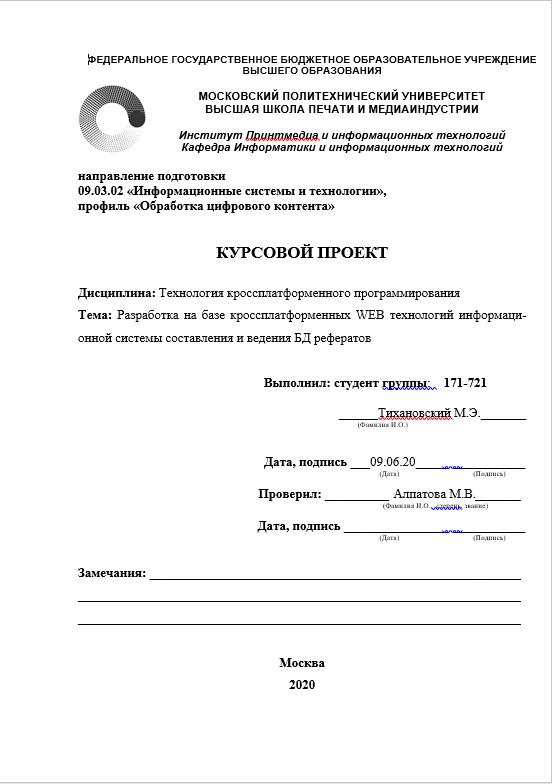 ФЕДЕРАЛЬНОЕ ГОСУДАРСТВЕННОЕ БЮДЖЕТНОЕ ОБРАЗОВАТЕЛЬНОЕ УЧРЕЖДЕНИЕ
ВЫСШЕГО ОБРАЗОВАНИЯ
МОСКОВСКИЙ ПОЛИТЕХНИЧЕСКИЙ УНИВЕРСИТЕТ
ВЫСШАЯ ШКОЛА ПЕЧАТИ И МЕДИАИНДУСТРИИ
Институт Принтмедиа и информационных технологий
Кафедра Информатики и информационных технологий
направление подготовки
09.03.02 «Информационные системы и технологии»,
профиль «Обработка цифрового контента»
КУРСОВОЙ ПРОЕКТ
Дисциплина: Технология кроссплатформенного программирования
Тема: Разработка на базе кроссплатформенных WEB технологий информаци-
онной системы составления и ведения БД рефератов
Выполнил: студент группы: 171-721
Тихановский М.Э.
(Фамилия И.О.)
Дата, подпись 09.06.20
(Дата) (Подпись)
Проверил: Алпатова М.В.
(Фамилия И.О., степень, звание)
Дата, подпись
(Дата) (Подпись)
Замечания:
Москва
2020